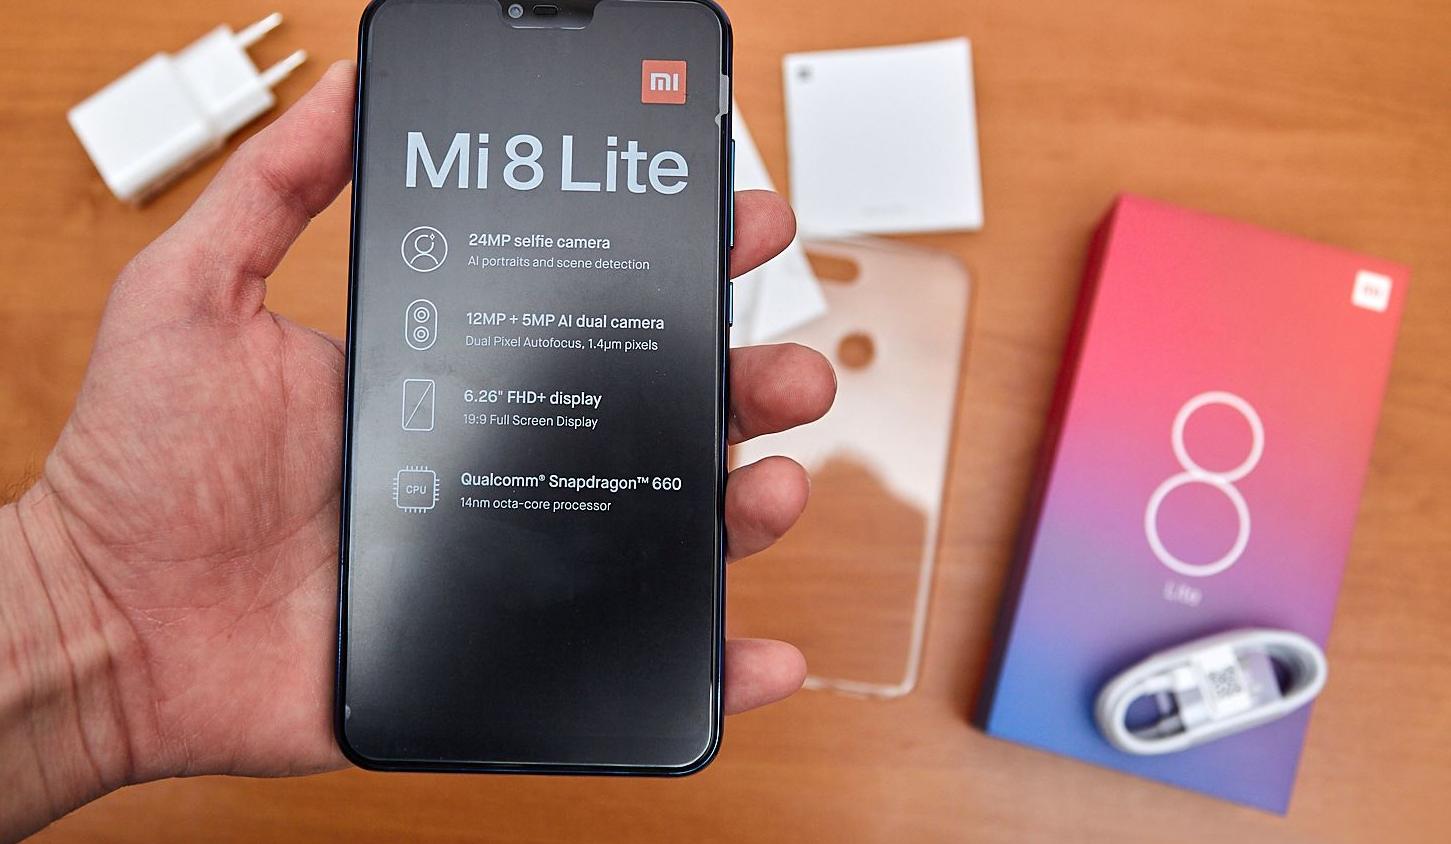 mi
Mi 8 Lite
24MP selfie camera
AI portraits and scene detection
12MP + 5MP AI dual camera
Dual Pixel Autofocus, 1.4µm pixels
6.26" FHD+ display
19:9 Full Screen Display
CPU
Qualcomm® Snapdragon™ 660
14nm octa-core processor
mi
8
Lite